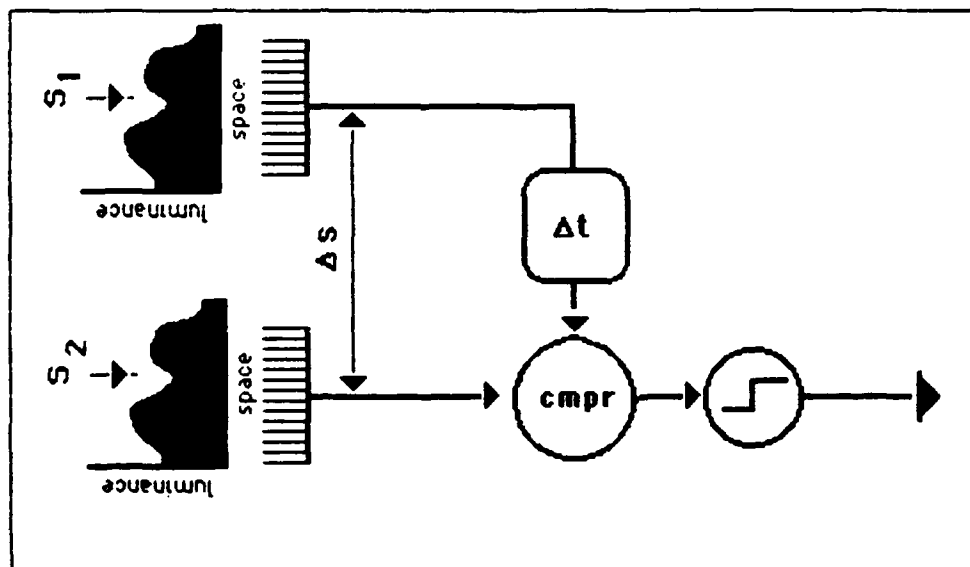 S1
space
luminance
Δs
Δt
S2
space
luminance
cmpr